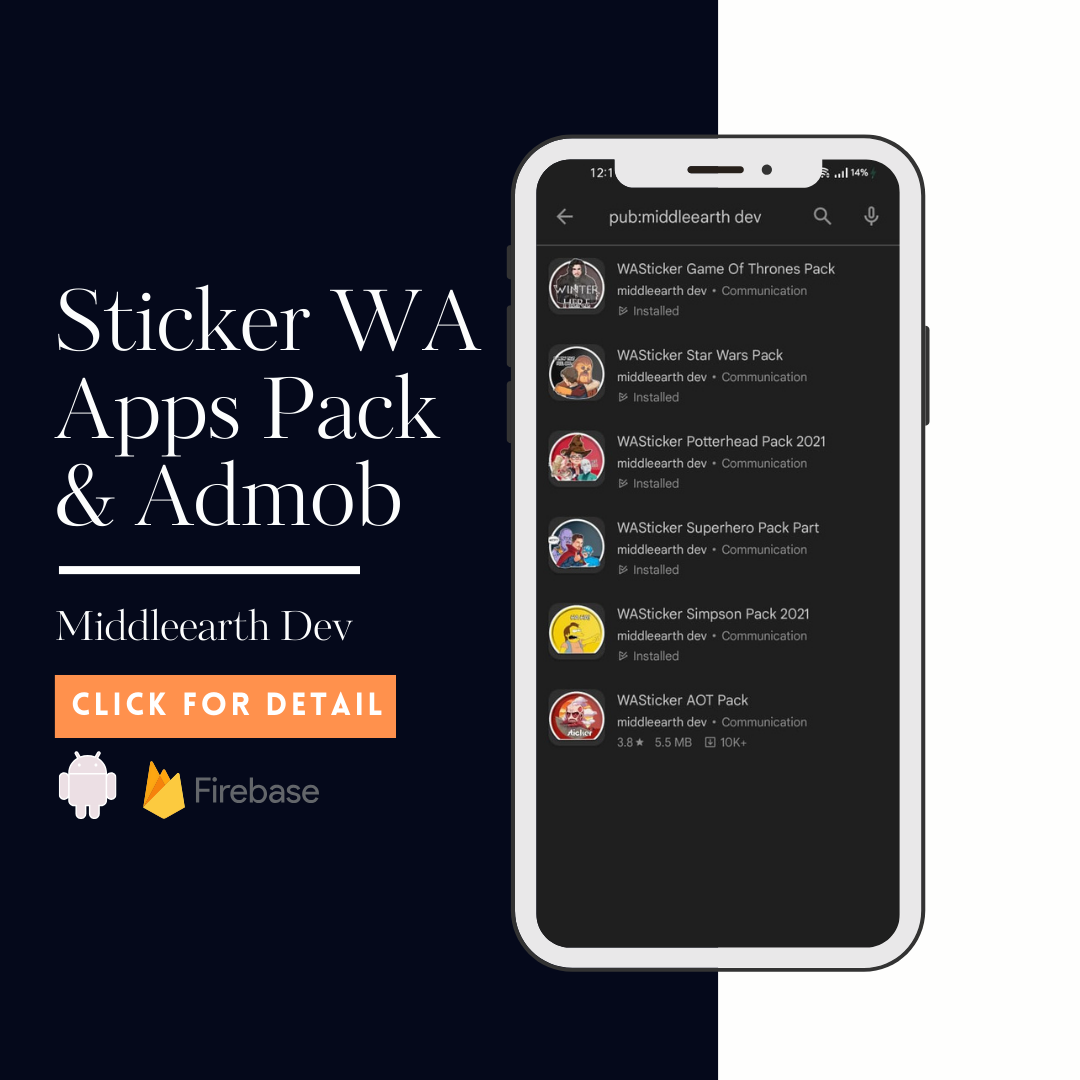 Sticker WA
Apps Pack
& Admob
Middleearth Dev
CLICK FOR DETAIL
Firebase
12:1
14%
pub:middleearth dev
WASticker Game Of Thrones Pack
middleearth dev • Communication
Installed
WASticker Star Wars Pack
middleearth dev • Communication
Installed
WASticker Potterhead Pack 2021
middleearth dev • Communication
Installed
WASticker Superhero Pack Part
middleearth dev • Communication
Installed
WASticker Simpson Pack 2021
middleearth dev • Communication
Installed
WASticker AOT Pack
middleearth dev • Communication
3.8★ 5.5 MB 10K+
WINTER
HERE